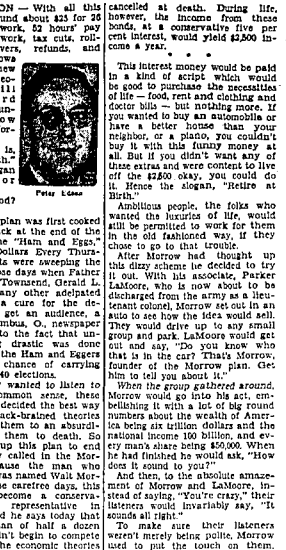 ON — With all this
und about $25 for 26
work, 52 hours' pay
work, tax cuts, roll-
vers, refunds, and
Peter Edson
plan was first cooked
ck at the end of the
he "Ham and Eggs,"
Dollars Every Thurs-
ts were sweeping the
ose days when Father
Townsend, Gerald L.
any other addlepated
a cure for the de-
get an audience, a
mbus, O., newspaper
to the fact that un-
g drastic was done
the Ham and Eggers
chance of carrying
40 elections.
wanted to listen to
ommon sense, these
decided the best way
ack-brained theories
them to an absurdi-
them to death. So
up this plan to end
y called in the Mor-
ause the man who
was named Walt Mor-
he carefree days, this
become a conserva-
representative in
d he says today that
an of half a dozen
n't begin to compete
the economic theories
cancelled at death. During life,
however, the income from these
bonds, at a conservative five per
cent interest, would yield $2,500 in-
come a year.
* * *
This interest money would be paid
in a kind of script which would
be good to purchase the necessities
of life — food, rent and clothing and
doctor bills — but nothing more. If
you wanted to buy an automobile or
have a better house than your
neighbor, or a piano, you couldn't
buy it with this funny money at
all. But if you didn't want any of
these extras and were content to live
off the $2,500 okay, you could do
it. Hence the slogan, "Retire at
Birth."
Ambitious people, the folks who
wanted the luxuries of life, would
still be permitted to work for them
in the old fashioned way, if they
chose to go that trouble.
After Morrow had thought up
this dizzy scheme he decided to try
it out. With his associate, Parker
LaMoore, who is now about to be
discharged from the army as a lieu-
tenant colonel, Morrow set out in an
auto to see how the idea would sell.
They would drive up to any small
group and park. LaMoore would get
out and say, "Do you know who
that is in the car? That's Morrow,
founder of the Morrow plan. Get
him to tell you about it."
When the group gathered around,
Morrow would go into his act, em-
bellishing it with a lot of big round
numbers about the wealth of Amer-
ica being six trillion dollars and the
national income 100 billion, and ev-
ery man's share being $50,000. When
he had finished he would ask, "How
does it sound to you?"
And then, to the absolute amaze-
ment of Morrow and LaMoore, in-
stead of saying, "You're crazy," their
listeners would invariably say, "It
sounds all right."
To make sure their listeners
weren't merely being polite, Morrow
used to put the touch on them.